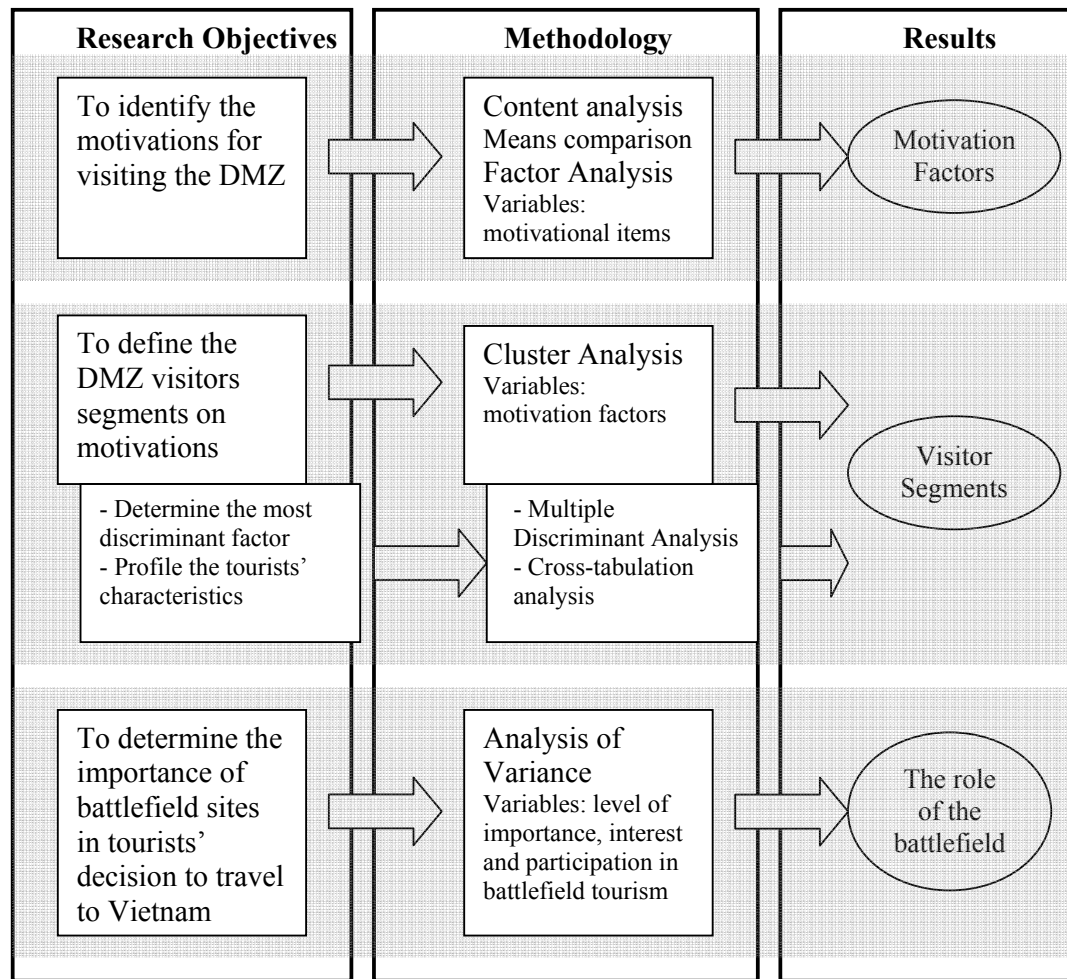 Research Objectives
Methodology
Results
To identify the
motivations for
visiting the DMZ
Content analysis
Means comparison
Factor Analysis
Variables:
motivational items
Motivation
Factors
To define the
DMZ visitors
segments on
motivations
Cluster Analysis
Variables:
motivation factors
Visitor
Segments
- Determine the most
discriminant factor
- Profile the tourists’
characteristics
- Multiple
Discriminant Analysis
- Cross-tabulation
analysis
To determine the
importance of
battlefield sites
in tourists’
decision to travel
to Vietnam
Analysis of
Variance
Variables: level of
importance, interest
and participation in
battlefield tourism
The role
of the
battlefield